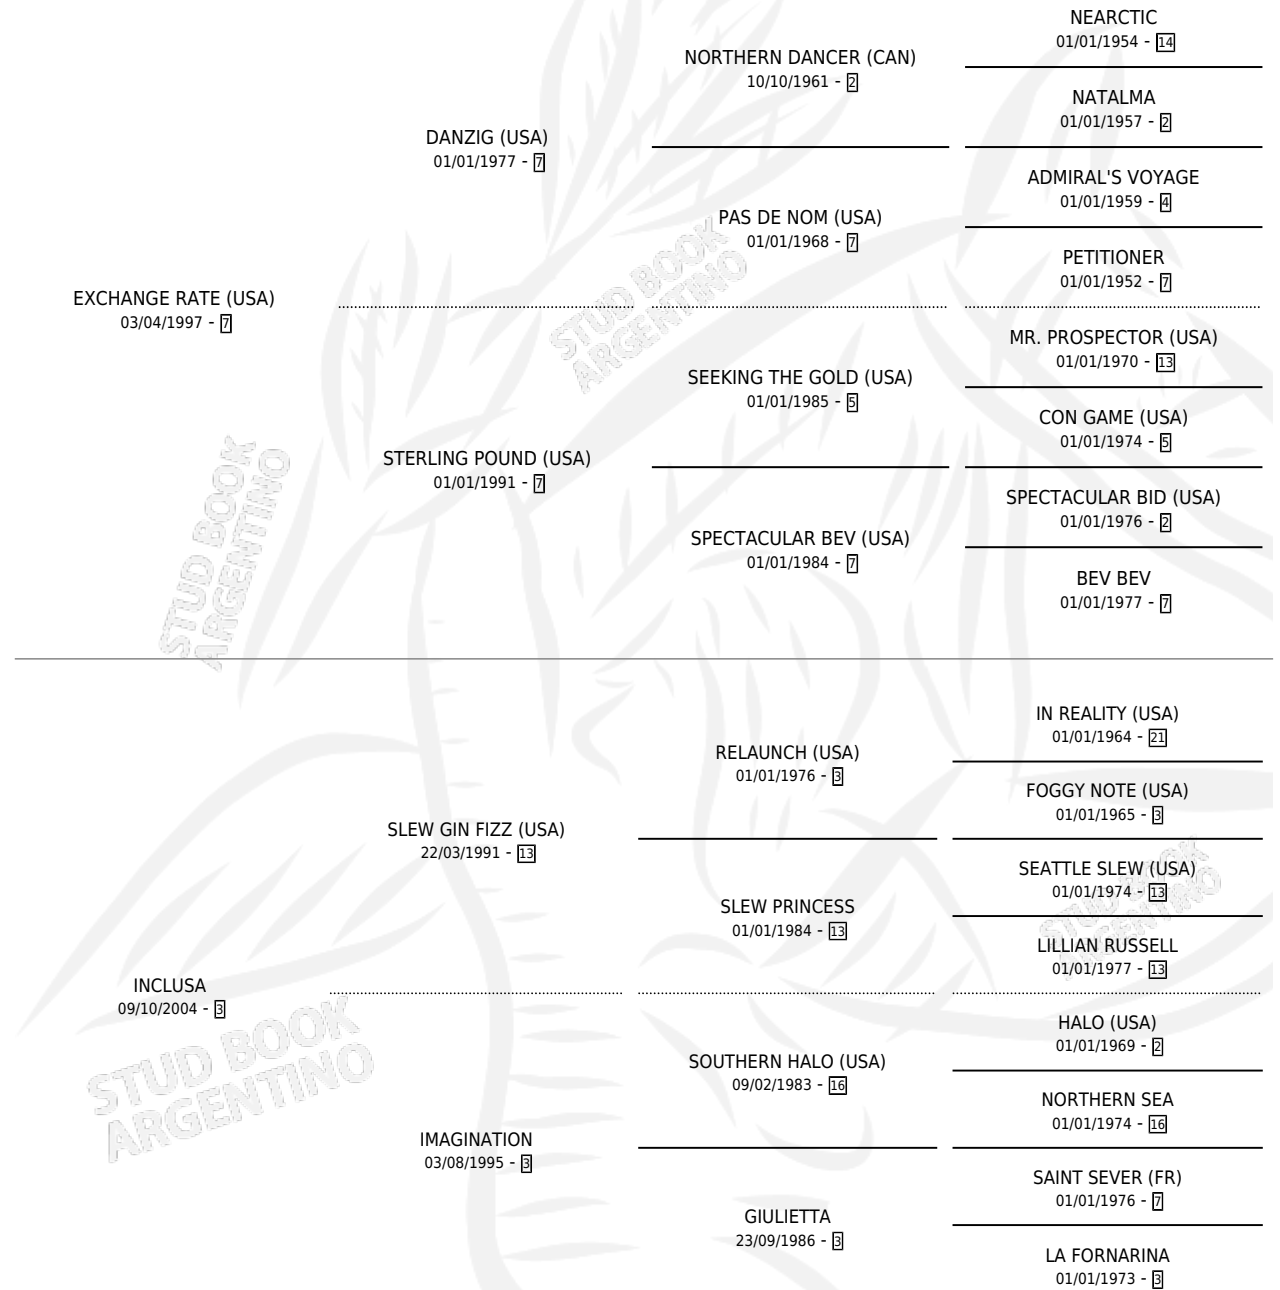 NEARCTIC
01/01/1954 - 14
NORTHERN DANCER (CAN)
10/10/1961 - 2
NATALMA
01/01/1957 - 2
DANZIG (USA)
01/01/1977 - 7
ADMIRAL'S VOYAGE
01/01/1959 - 4
PAS DE NOM (USA)
01/01/1968 - 7
PETITIONER
01/01/1952 - 7
EXCHANGE RATE (USA)
03/04/1997 - 7
STUD BOOK
ARGENTINO
MR. PROSPECTOR (USA)
01/01/1970 - 13
SEEKING THE GOLD (USA)
01/01/1985 - 5
CON GAME (USA)
01/01/1974 - 5
STERLING POUND (USA)
01/01/1991 - 7
SPECTACULAR BID (USA)
01/01/1976 - 2
SPECTACULAR BEV (USA)
01/01/1984 - 7
BEV BEV
01/01/1977 - 7
STUD BOOK
ARGENTINO
IN REALITY (USA)
01/01/1964 - 21
RELAUNCH (USA)
01/01/1976 - 3
FOGGY NOTE (USA)
01/01/1965 - 3
SLEW GIN FIZZ (USA)
22/03/1991 - 13
SEATTLE SLEW (USA)
01/01/1974 - 13
SLEW PRINCESS
01/01/1984 - 13
STUD BOOK
ARGENTINO
LILLIAN RUSSELL
01/01/1977 - 13
INCLUSA
09/10/2004 - 3
HALO (USA)
01/01/1969 - 2
SOUTHERN HALO (USA)
09/02/1983 - 16
NORTHERN SEA
01/01/1974 - 16
STUD BOOK
ARGENTINO
IMAGINATION
03/08/1995 - 3
SAINT SEVER (FR)
01/01/1976 - 7
GIULIETTA
23/09/1986 - 3
LA FORNARINA
01/01/1973 - 3